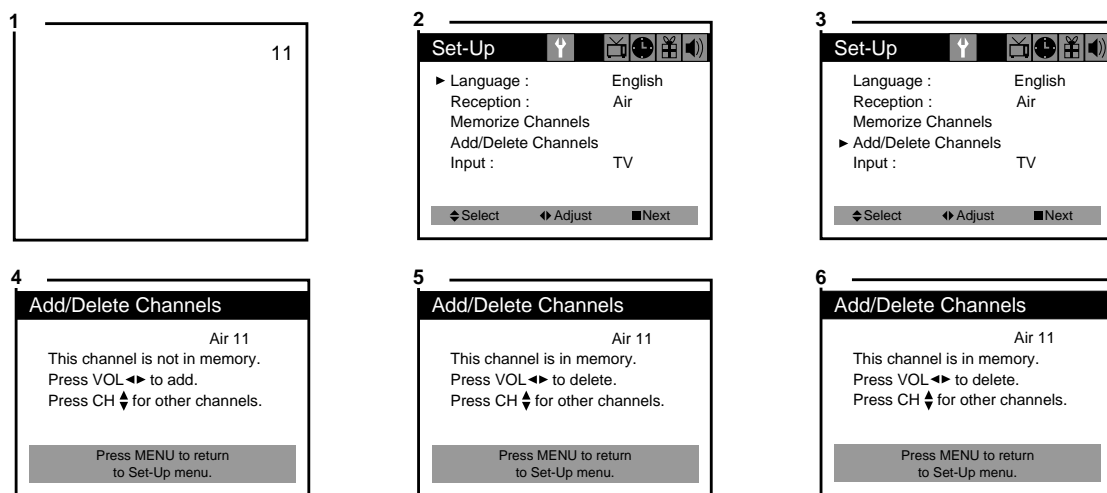 1
11
2
Set-Up
► Language : English
Reception : Air
Memorize Channels
Add/Delete Channels
Input : TV
Select Adjust Next
3
Set-Up
Language : English
Reception : Air
Memorize Channels
► Add/Delete Channels
Input : TV
Select Adjust Next
4
Add/Delete Channels
Air 11
This channel is not in memory.
Press VOL◄► to add.
Press CH▲▼ for other channels.
Press MENU to return
to Set-Up menu.
5
Add/Delete Channels
Air 11
This channel is in memory.
Press VOL◄► to delete.
Press CH▲▼ for other channels.
Press MENU to return
to Set-Up menu.
6
Add/Delete Channels
Air 11
This channel is in memory.
Press VOL◄► to delete.
Press CH▲▼ for other channels.
Press MENU to return
to Set-Up menu.